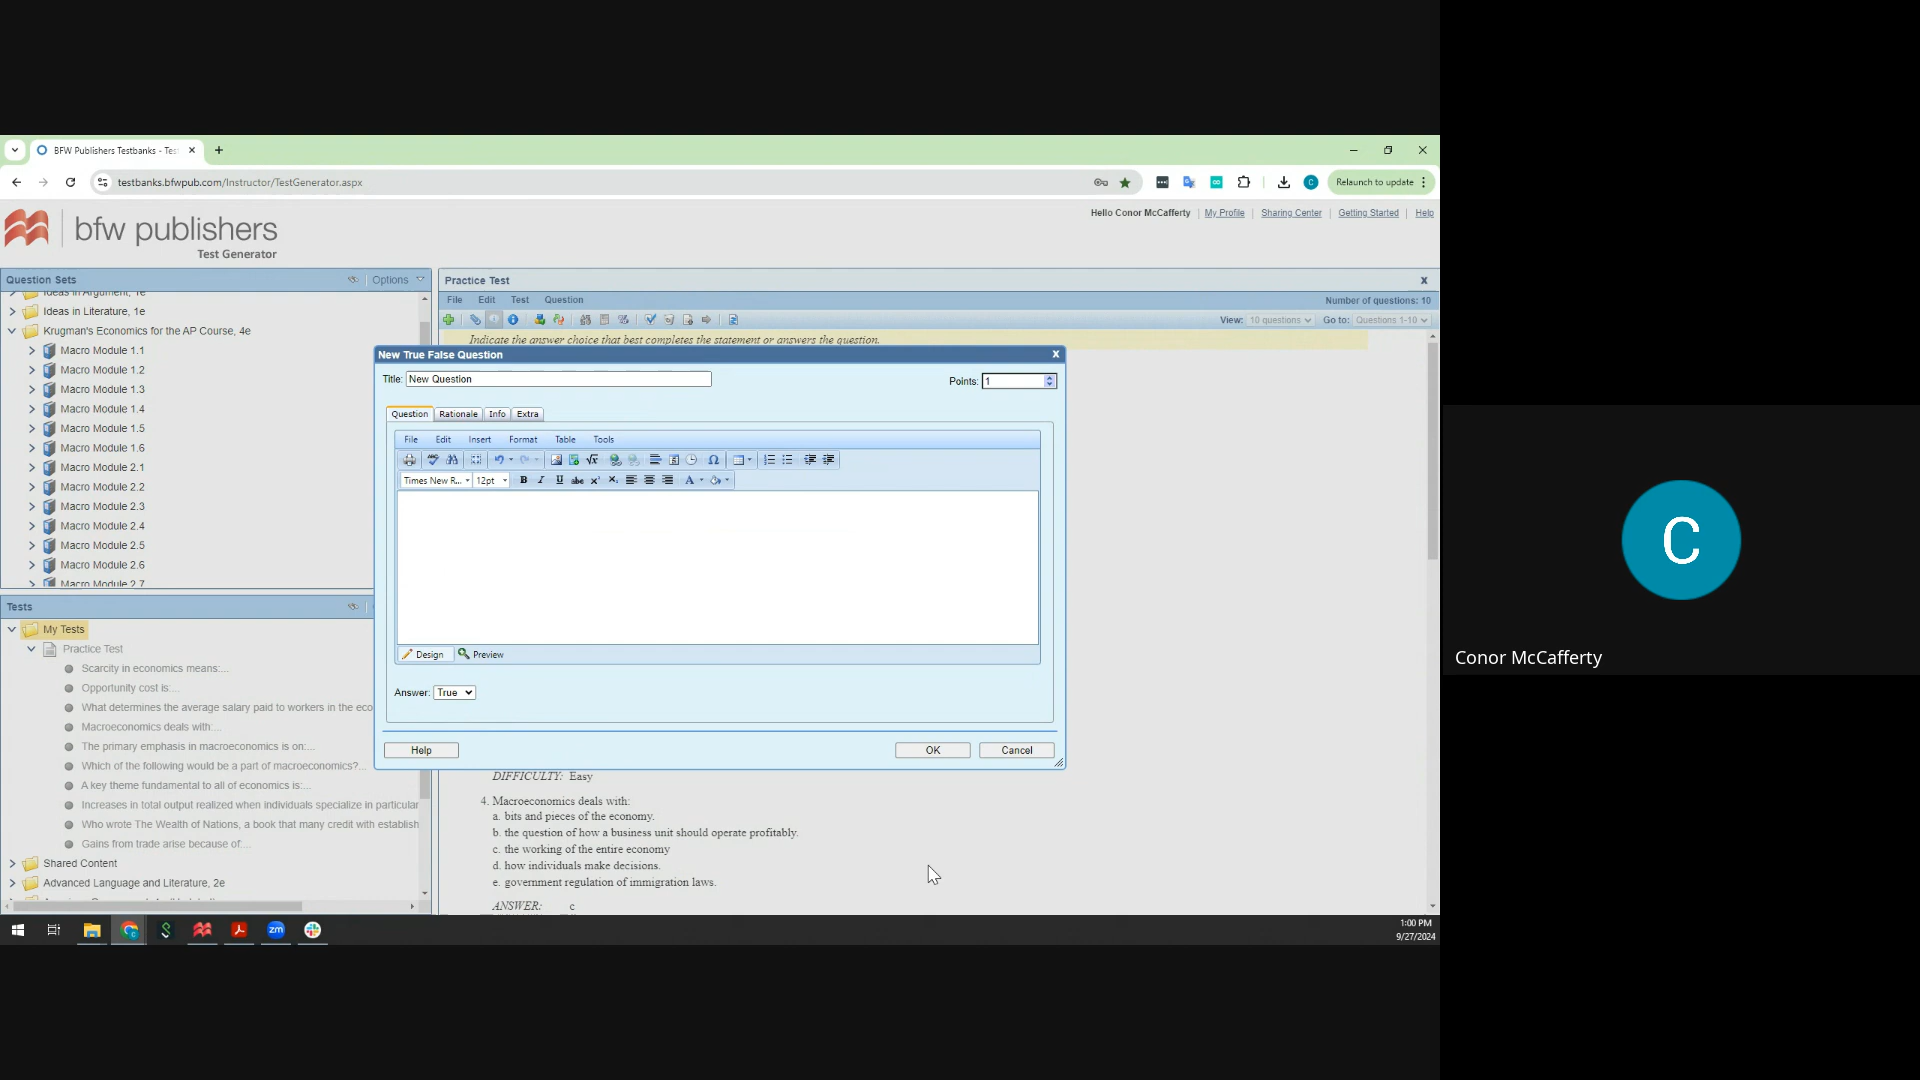 BFW Publishers Testbanks - Tes
testbanks.bfwpub.com/Instructor/TestGenerator.aspx
Relaunch to update
bfw publishers
Test Generator
Hello Conor McCafferty | My Profile | Sharing Center | Getting Started | Help
Question Sets
Options
Ideas in Argument, 1e
Ideas in Literature, 1e
Krugman's Economics for the AP Course, 4e
Macro Module 1.1
Macro Module 1.2
Macro Module 1.3
Macro Module 1.4
Macro Module 1.5
Macro Module 1.6
Macro Module 2.1
Macro Module 2.2
Macro Module 2.3
Macro Module 2.4
Macro Module 2.5
Macro Module 2.6
Macro Module 2.7
Tests
My Tests
Practice Test
Scarcity in economics means:...
Opportunity cost is:...
What determines the average salary paid to workers in the eco
Macroeconomics deals with:...
The primary emphasis in macroeconomics is on:...
Which of the following would be a part of macroeconomics?...
A key theme fundamental to all of economics is:...
Increases in total output realized when individuals specialize in particular
Who wrote The Wealth of Nations, a book that many credit with establish
Gains from trade arise because of:...
Shared Content
Advanced Language and Literature, 2e
Practice Test
X
File Edit Test Question
Number of questions: 10
View: 10 questions Go to: Questions 1-10
Indicate the answer choice that best completes the statement or answers the question.
New True False Question
X
Title: New Question
Points: 1
Question Rationale Info Extra
File Edit Insert Format Table Tools
Times New R... 12pt B I U abc x² x₂ A
Design Preview
Answer: True
Help OK Cancel
DIFFICULTY: Easy
4. Macroeconomics deals with:
a. bits and pieces of the economy.
b. the question of how a business unit should operate profitably.
c. the working of the entire economy
d. how individuals make decisions.
e. government regulation of immigration laws.
ANSWER: c
zm
1:00 PM
9/27/2024
C
Conor McCafferty